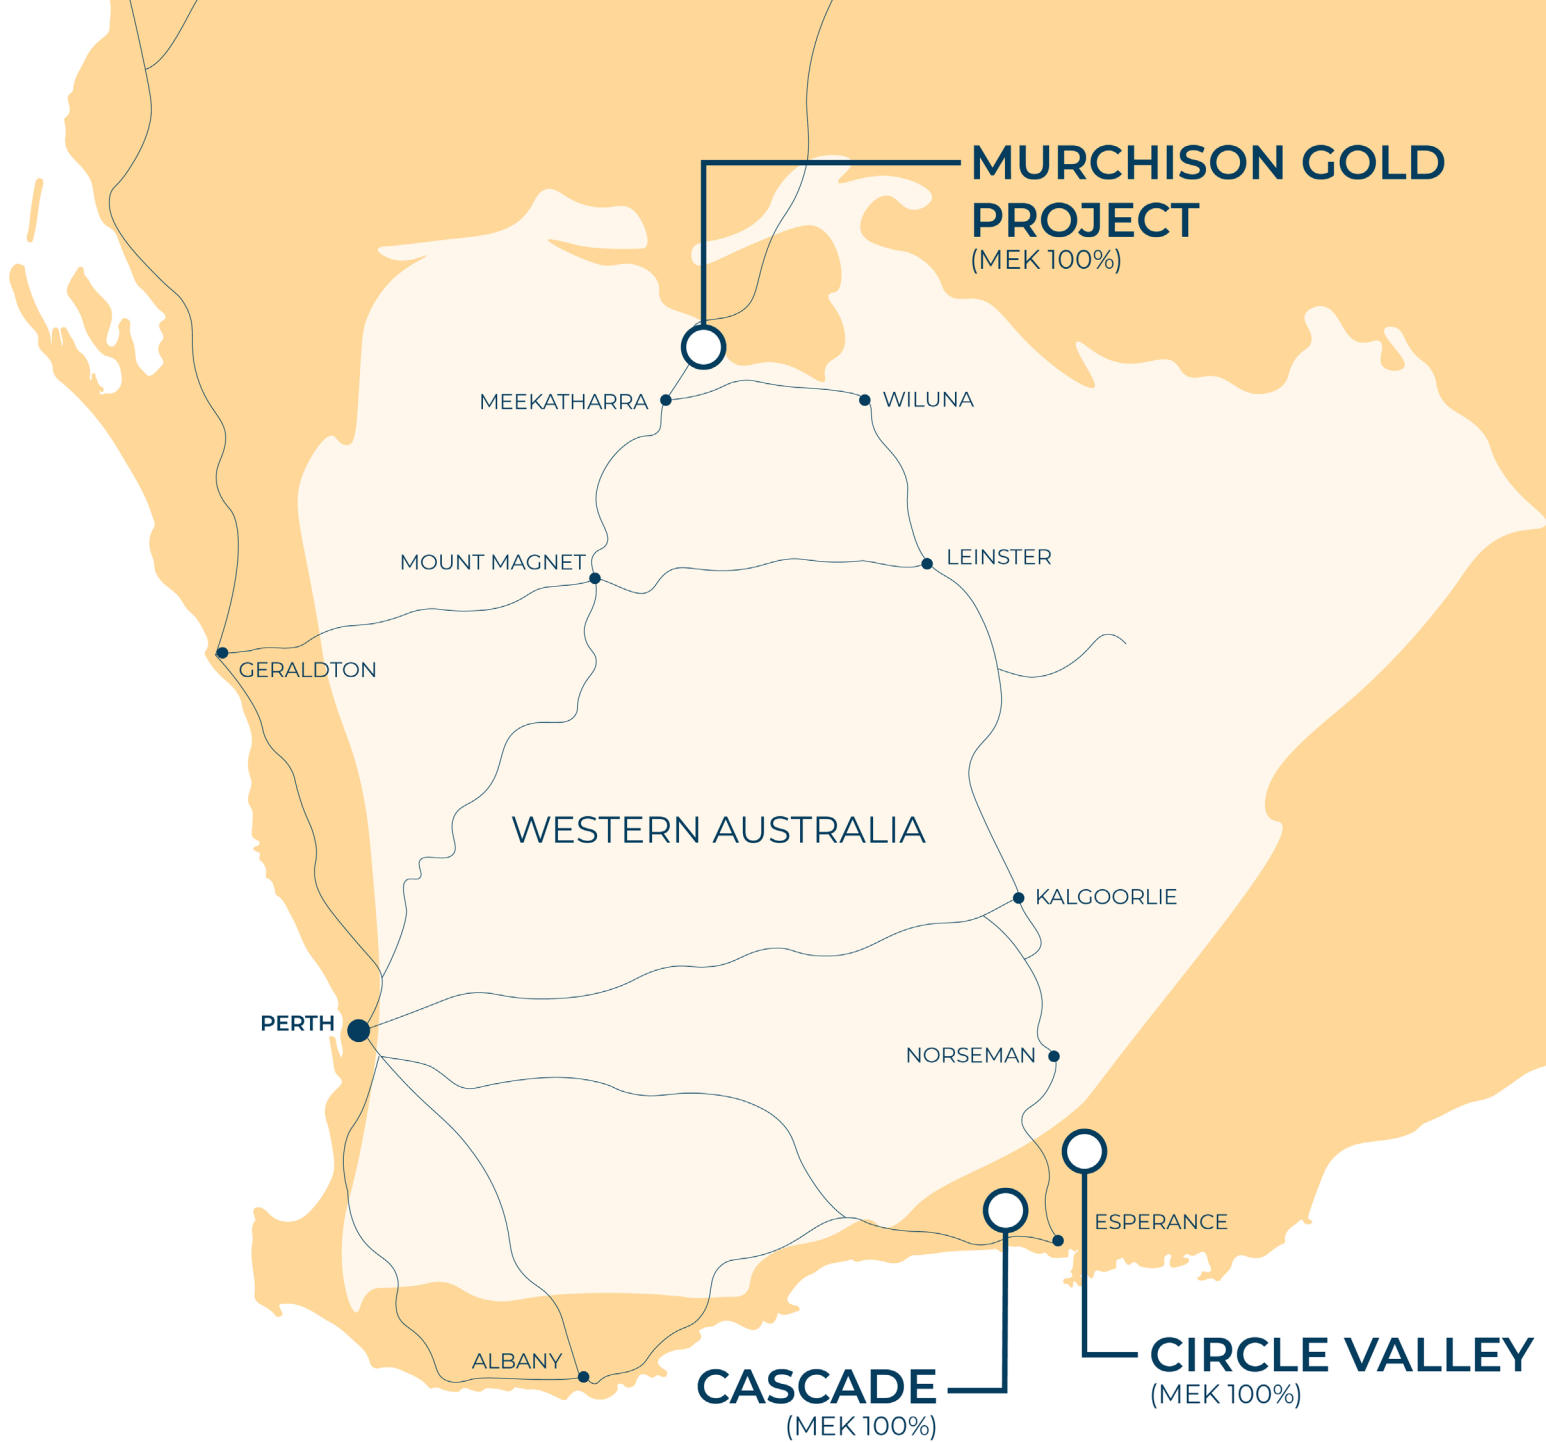 MURCHISON GOLD
PROJECT
(MEK 100%)
MEEKATHARRA
WILUNA
MOUNT MAGNET
LEINSTER
GERALDTON
WESTERN AUSTRALIA
KALGOORLIE
PERTH
NORSEMAN
ESPERANCE
CIRCLE VALLEY
(MEK 100%)
ALBANY
CASCADE
(MEK 100%)